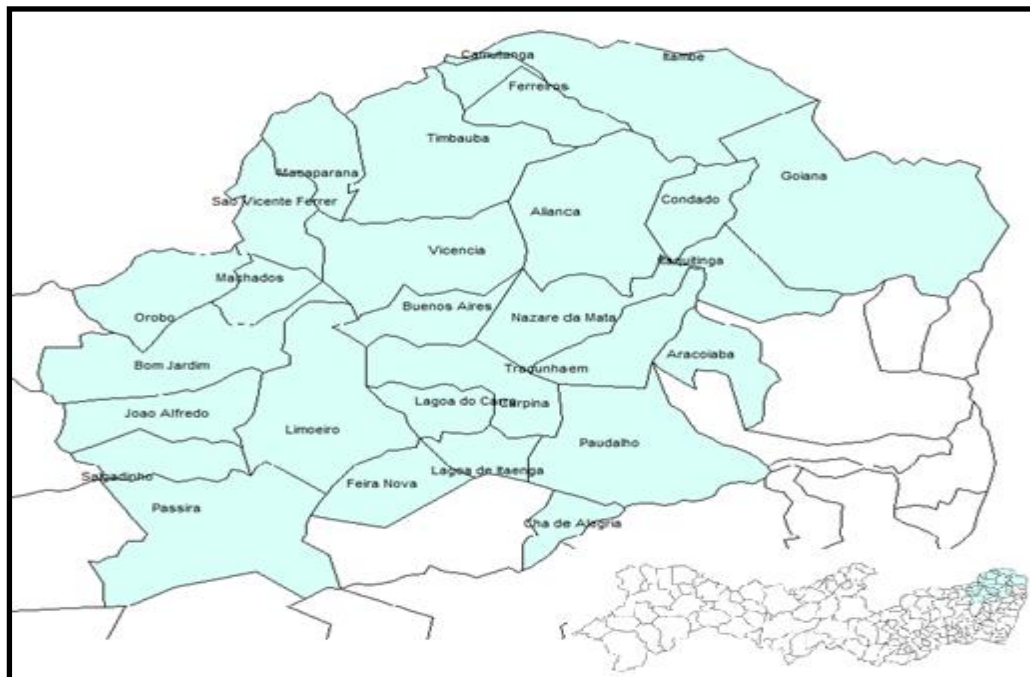 Camutanga
Itambe
Ferreiros
Timbauba
Macaparana
Goiana
Sao Vicente Ferrer
Condado
Alianca
Vicencia
Itaquitinga
Machados
Buenos Aires
Orobo
Nazare da Mata
Aracoiaba
Bom Jardim
Tracunhaem
Lagoa do Carro
Carpina
Joao Alfredo
Limoeiro
Paudalho
Lagoa de Itaenga
Salgadinho
Feira Nova
Passira
Cha de Alegria